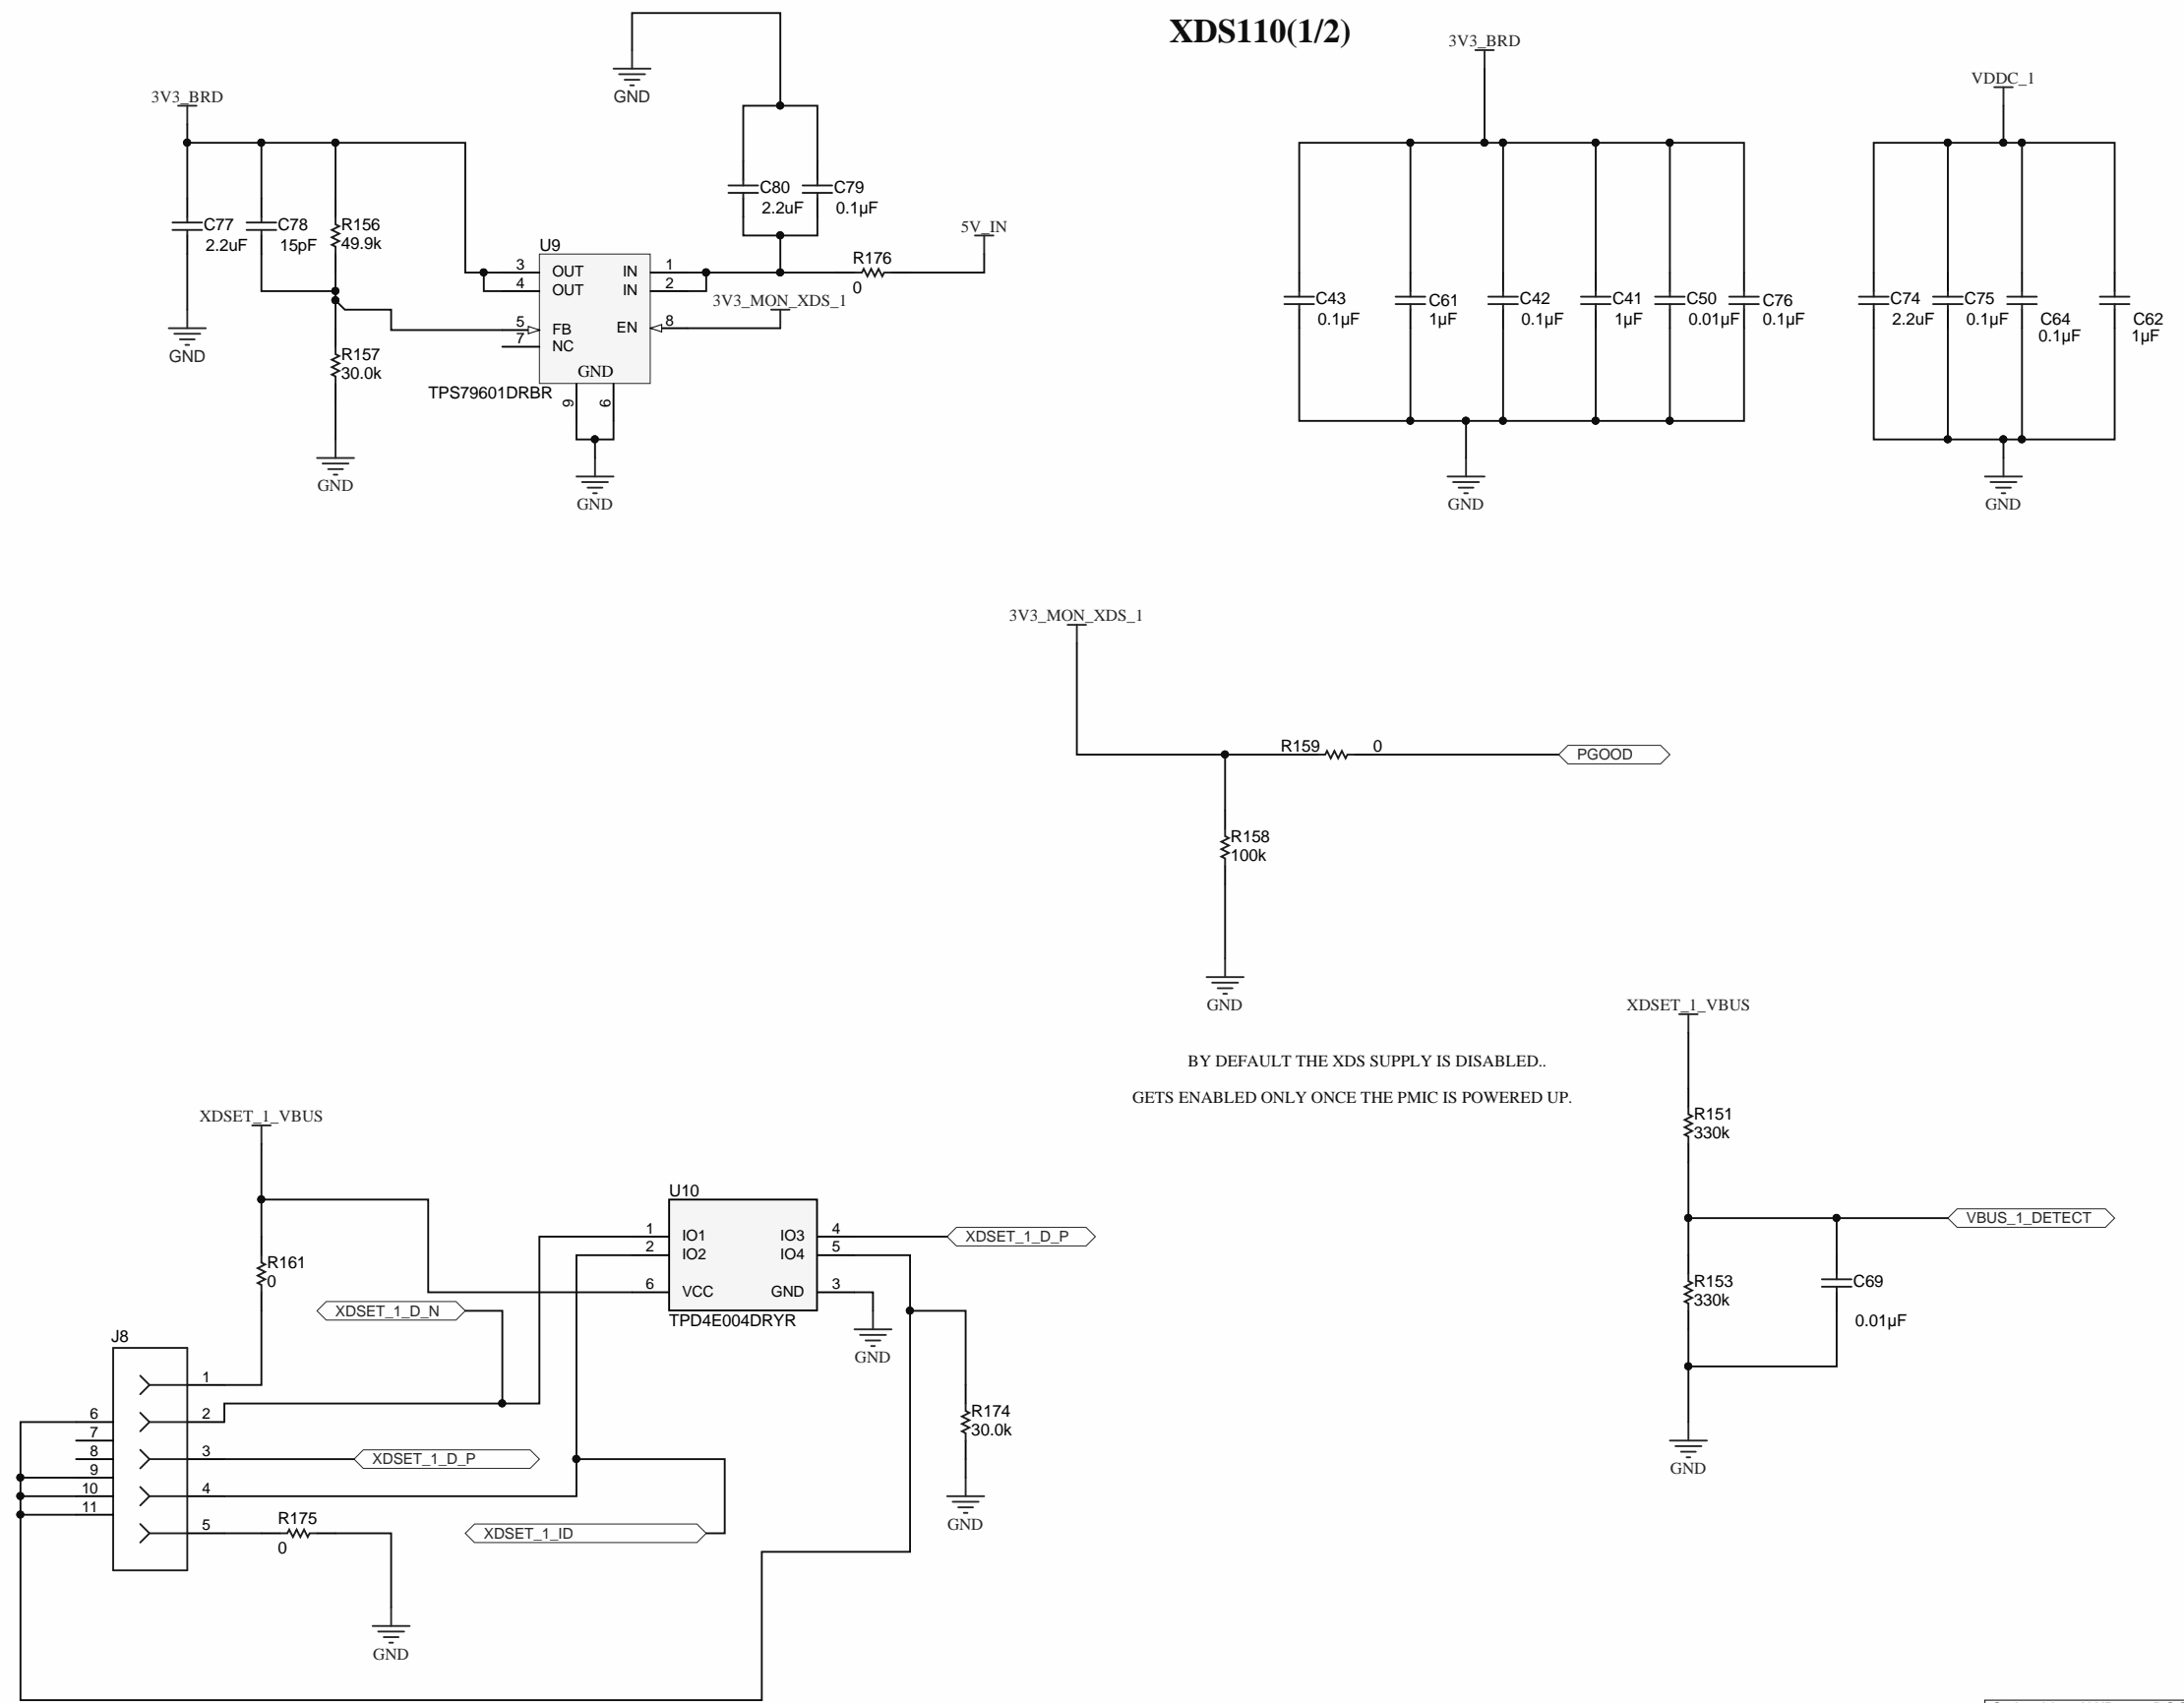 XDS110(1/2)
3V3_BRD
C77
2.2uF
C78
15pF
R156
49.9k
R157
30.0k
GND
GND
GND
C80
2.2uF
C79
0.1µF
U9
3 OUT IN 1
4 OUT IN 2
5 FB EN 8
7 NC
GND
9 6
TPS79601DRBR
GND
R176
0
5V_IN
3V3_MON_XDS_1
3V3_BRD
C43
0.1µF
C61
1µF
C42
0.1µF
C41
1µF
C50
0.01µF
C76
0.1µF
GND
VDDC_1
C74
2.2uF
C75
0.1µF
C64
0.1µF
C62
1µF
GND
3V3_MON_XDS_1
R159 0
PGOOD
R158
100k
GND
BY DEFAULT THE XDS SUPPLY IS DISABLED..
GETS ENABLED ONLY ONCE THE PMIC IS POWERED UP.
XDSET_1_VBUS
R151
330k
VBUS_1_DETECT
R153
330k
C69
0.01µF
GND
XDSET_1_VBUS
R161
0
XDSET_1_D_N
U10
1 IO1 IO3 4
2 IO2 IO4 5
6 VCC GND 3
TPD4E004DRYR
XDSET_1_D_P
GND
R174
30.0k
GND
J8
1
2
3
4
5
6
7
8
9
10
11
XDSET_1_D_P
XDSET_1_ID
R175
0
GND